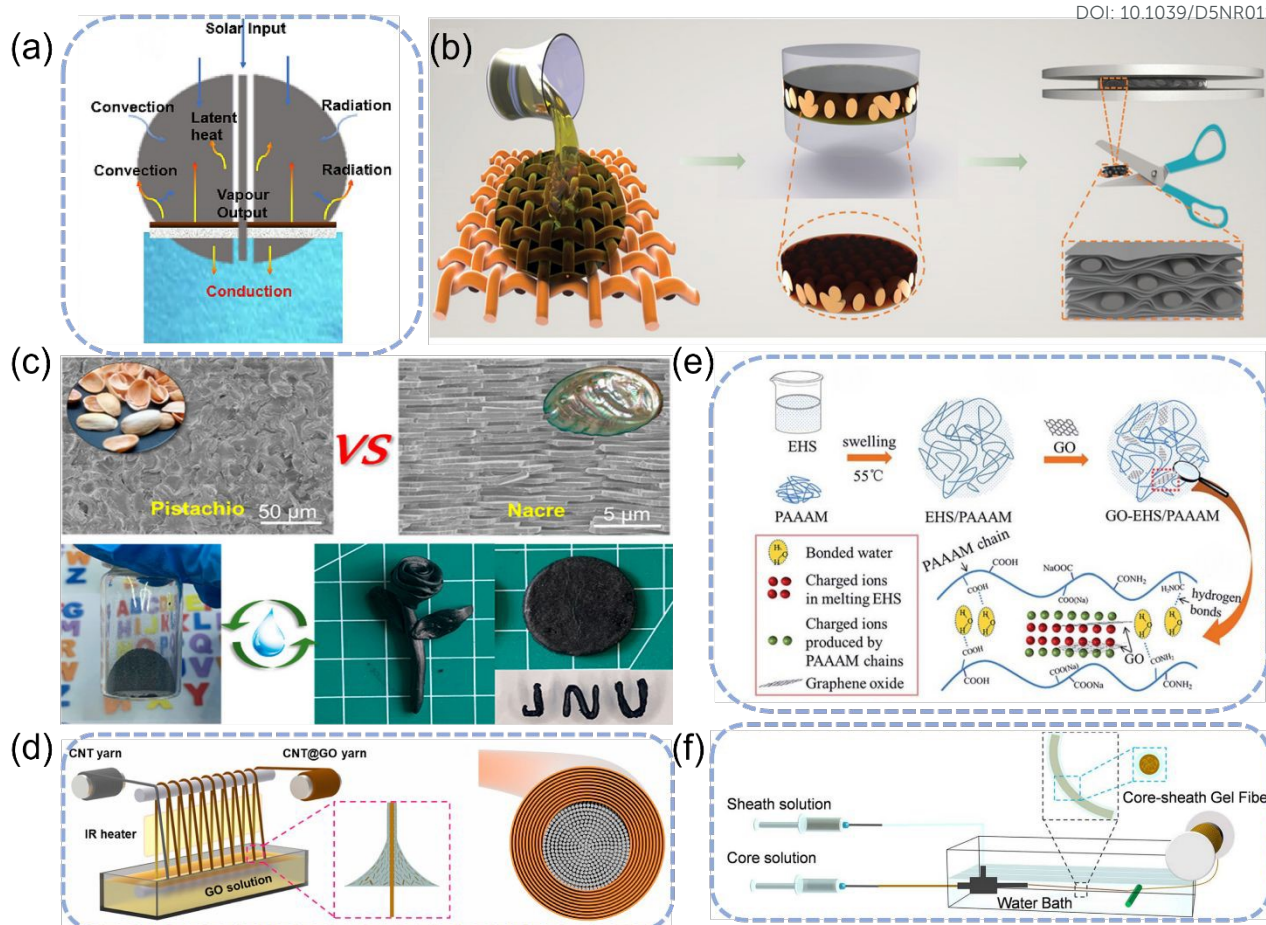 DOI: 10.1039/D5NR01
(a)
Solar Input
Convection
Radiation
Latent
heat
Convection
Radiation
Vapour
Output
Conduction
(b)
(c)
Pistachio
50 μm
VS
Nacre
5 μm
J N U
(d)
CNT yarn
CNT@GO yarn
IR heater
GO solution
(e)
EHS
swelling
55℃
GO
PAAAM
EHS/PAAAM
GO-EHS/PAAAM
Bonded water
Charged ions
in melting EHS
Charged ions
produced by
PAAAM chains
Graphene oxide
PAAAM chain
COOH
COOH
NaOOC
COO(Na)
CONH₂
H₂NOC
hydrogen
bonds
GO
COOH
COOH
COO(Na)
COONa
CONH₂
CONH₂
(f)
Sheath solution
Core solution
Core-sheath Gel Fiber
Water Bath